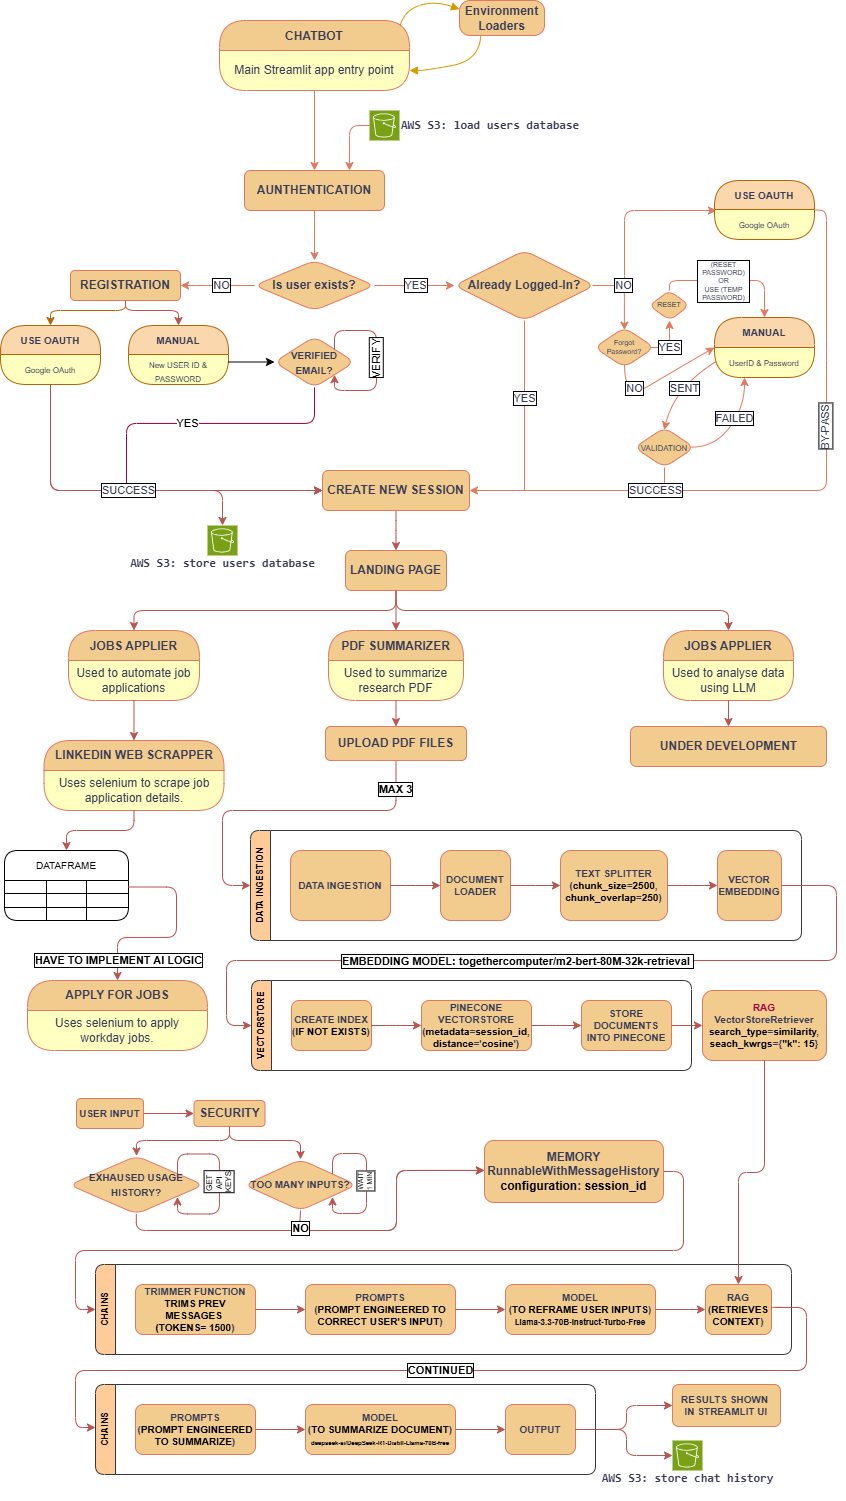 Environment
Loaders
CHATBOT
Main Streamlit app entry point
AWS S3: load users database
AUNTHENTICATION
USE OAUTH
Google OAuth
REGISTRATION
NO
Is user exists?
YES
Already Logged-In?
NO
(RESET
PASSWORD)
OR
USE (TEMP
PASSWORD)
RESET
USE OAUTH
Google OAuth
MANUAL
New USER ID &
PASSWORD
VERIFIED
EMAIL?
VERIFY
Forgot
Password?
YES
MANUAL
UserID & Password
NO
SENT
YES
FAILED
BY-PASS
YES
VALIDATION
SUCCESS
CREATE NEW SESSION
SUCCESS
AWS S3: store users database
LANDING PAGE
JOBS APPLIER
Used to automate job
applications
PDF SUMMARIZER
Used to summarize
research PDF
JOBS APPLIER
Used to analyse data
using LLM
LINKEDIN WEB SCRAPPER
Uses selenium to scrape job
application details.
UPLOAD PDF FILES
UNDER DEVELOPMENT
MAX 3
DATAFRAME
DATA INGESTION
DATA INGESTION
DOCUMENT
LOADER
TEXT SPLITTER
(chunk_size=2500,
chunk_overlap=250)
VECTOR
EMBEDDING
HAVE TO IMPLEMENT AI LOGIC
EMBEDDING MODEL: togethercomputer/m2-bert-80M-32k-retrieval
APPLY FOR JOBS
Uses selenium to apply
workday jobs.
VECTORSTORE
CREATE INDEX
(IF NOT EXISTS)
PINECONE
VECTORSTORE
(metadata=session_id,
distance='cosine')
STORE
DOCUMENTS
INTO PINECONE
RAG
VectorStoreRetriever
search_type=similarity,
seach_kwrgs={"k": 15}
USER INPUT
SECURITY
EXHAUSED USAGE
HISTORY?
GET
API
KEYS
TOO MANY INPUTS?
WAIT
1 MIN
NO
MEMORY
RunnableWithMessageHistory
configuration: session_id
CHAINS
TRIMMER FUNCTION
TRIMS PREV
MESSAGES
(TOKENS= 1500)
PROMPTS
(PROMPT ENGINEERED TO
CORRECT USER'S INPUT)
MODEL
(TO REFRAME USER INPUTS)
Llama-3.3-70B-Instruct-Turbo-Free
RAG
(RETRIEVES
CONTEXT)
CONTINUED
CHAINS
PROMPTS
(PROMPT ENGINEERED
TO SUMMARIZE)
MODEL
(TO SUMMARIZE DOCUMENT)
deepseek-ai/DeepSeek-R1-Distill-Llama-70B-free
OUTPUT
RESULTS SHOWN
IN STREAMLIT UI
AWS S3: store chat history